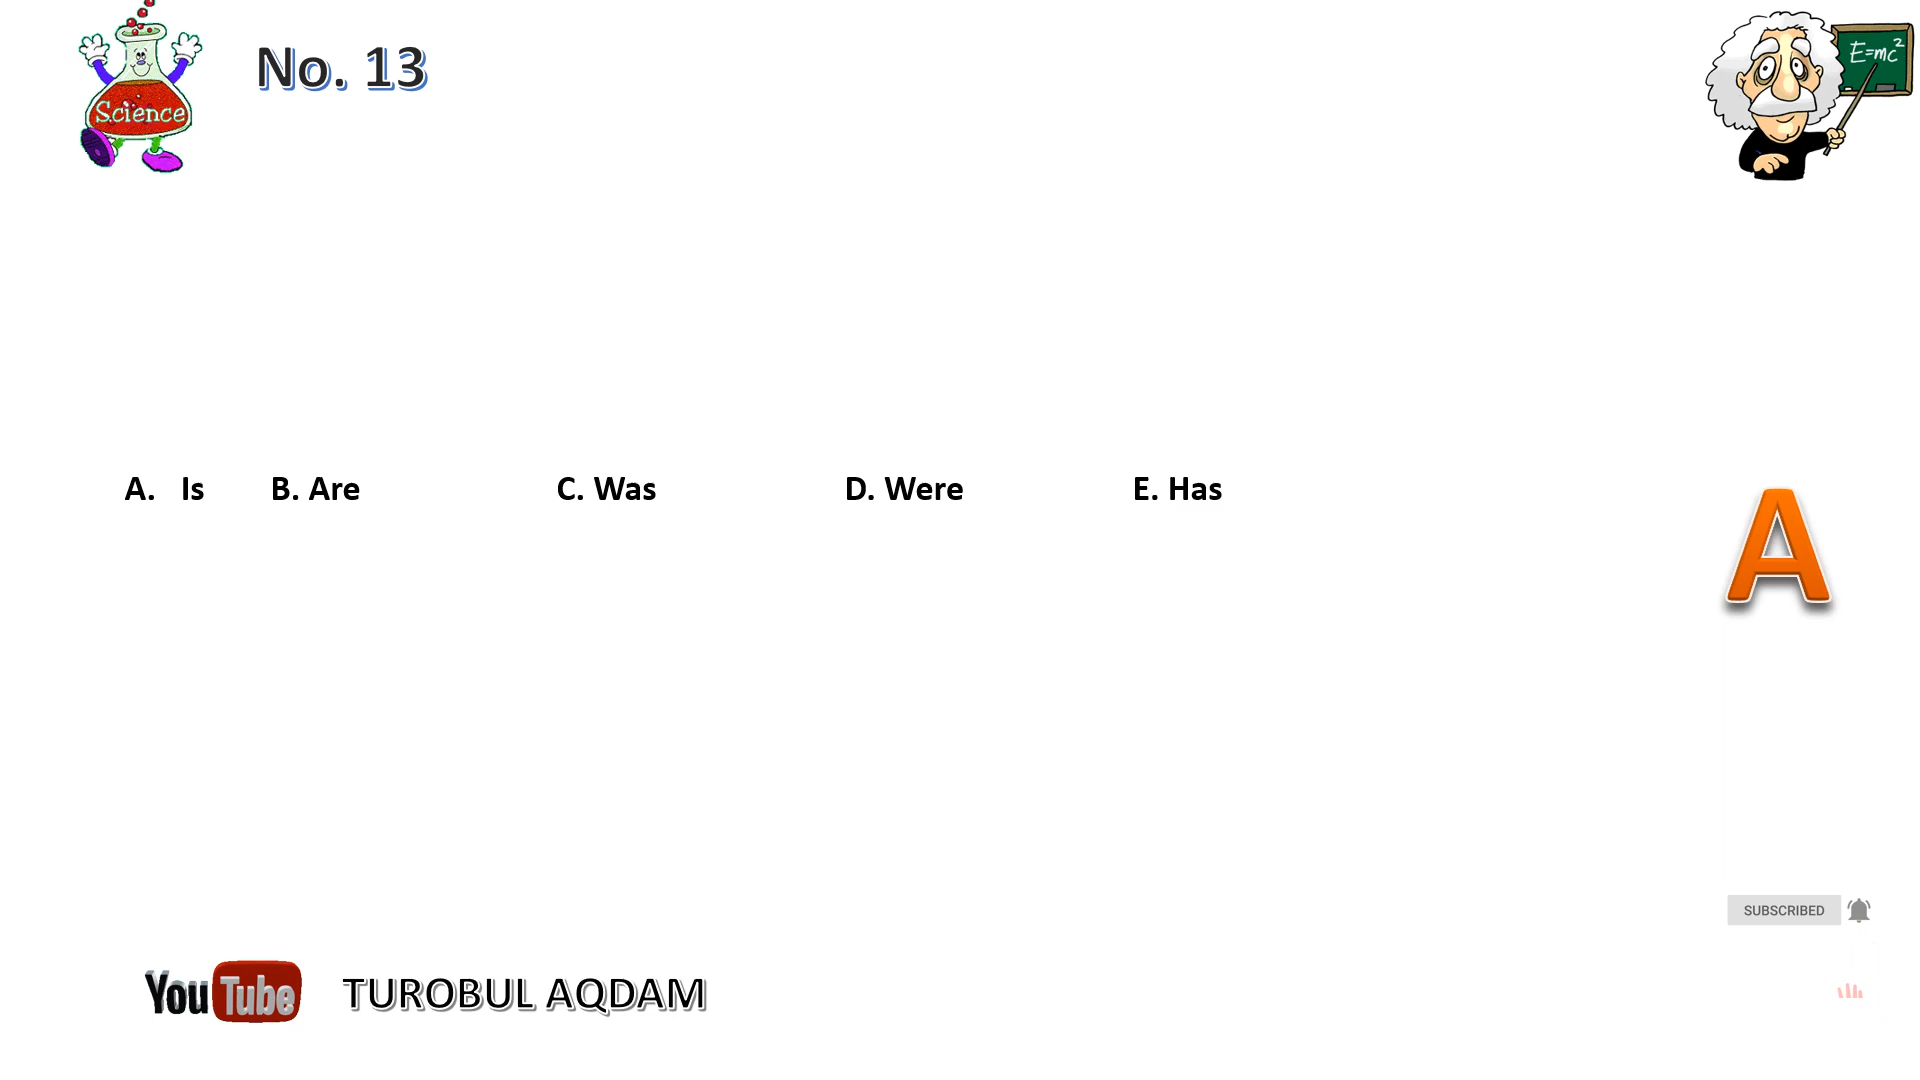 Science
No. 13
E=mc²
A. Is B. Are C. Was D. Were E. Has
A
SUBSCRIBED
YouTube TUROBUL AQDAM